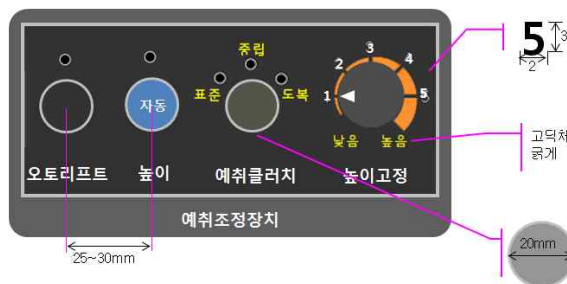 중립
3
4
5
3
2
2
표준
도복
자동
1
5
낮음
높음
고딕체
굵게
오토리프트
높이
예취클러치
높이고정
예취조정장치
20mm
25~30mm